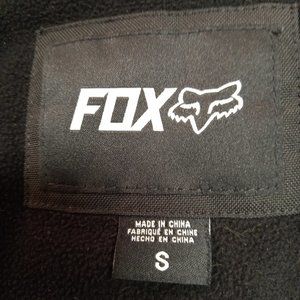 FOX
MADE IN CHINA
FABRIQUÉ EN CHINE
HECHO EN CHINA
S